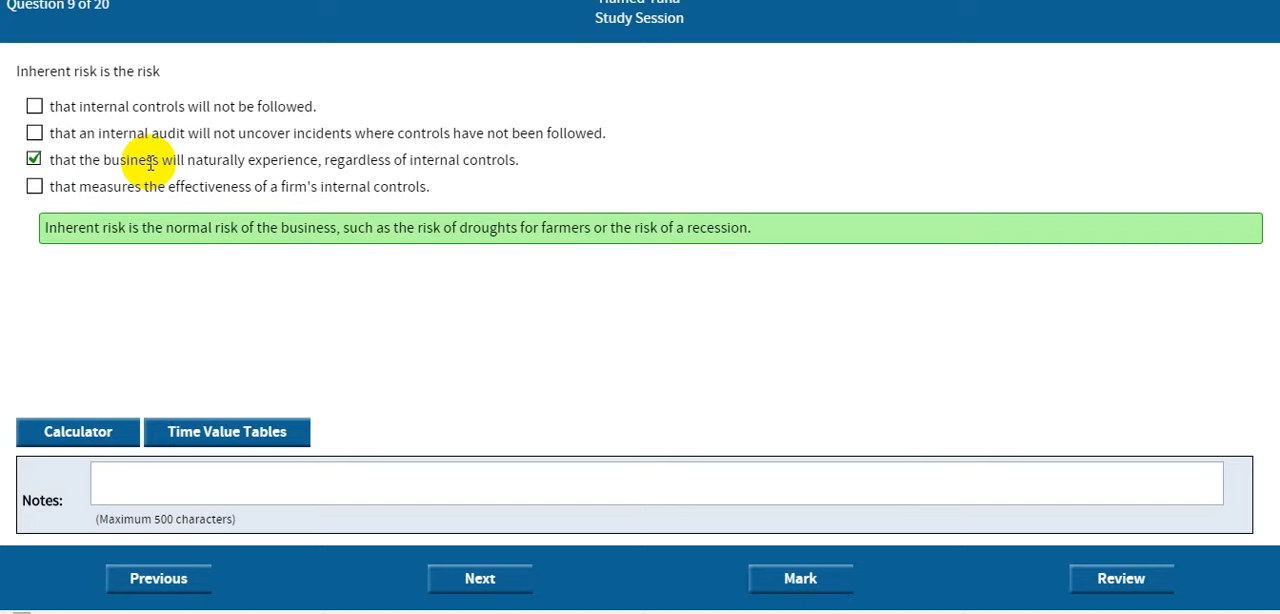 Question 9 of 20
Study Session
Inherent risk is the risk
that internal controls will not be followed.
that an internal audit will not uncover incidents where controls have not been followed.
that the business will naturally experience, regardless of internal controls.
that measures the effectiveness of a firm's internal controls.
Inherent risk is the normal risk of the business, such as the risk of droughts for farmers or the risk of a recession.
Calculator
Time Value Tables
Notes:
(Maximum 500 characters)
Previous
Next
Mark
Review